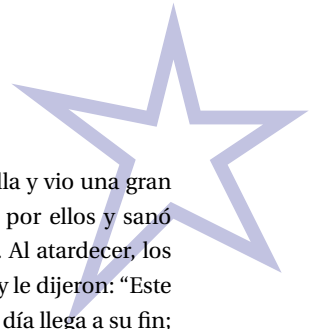 lla y vio una gran
por ellos y sanó
. Al atardecer, los
y le dijeron: “Este
día llega a su fin;